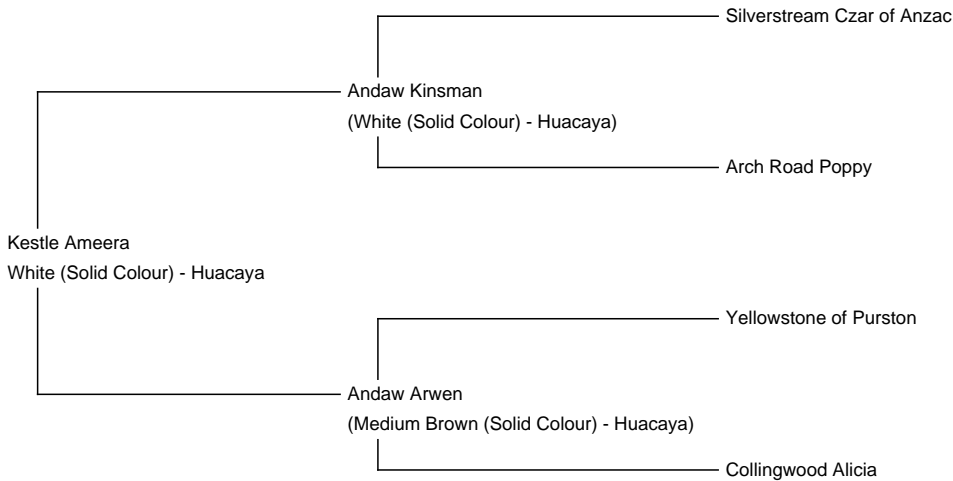 Silverstream Czar of Anzac
Andaw Kinsman
(White (Solid Colour) - Huacaya)
Arch Road Poppy
Kestle Ameera
White (Solid Colour) - Huacaya
Yellowstone of Purston
Andaw Arwen
(Medium Brown (Solid Colour) - Huacaya)
Collingwood Alicia